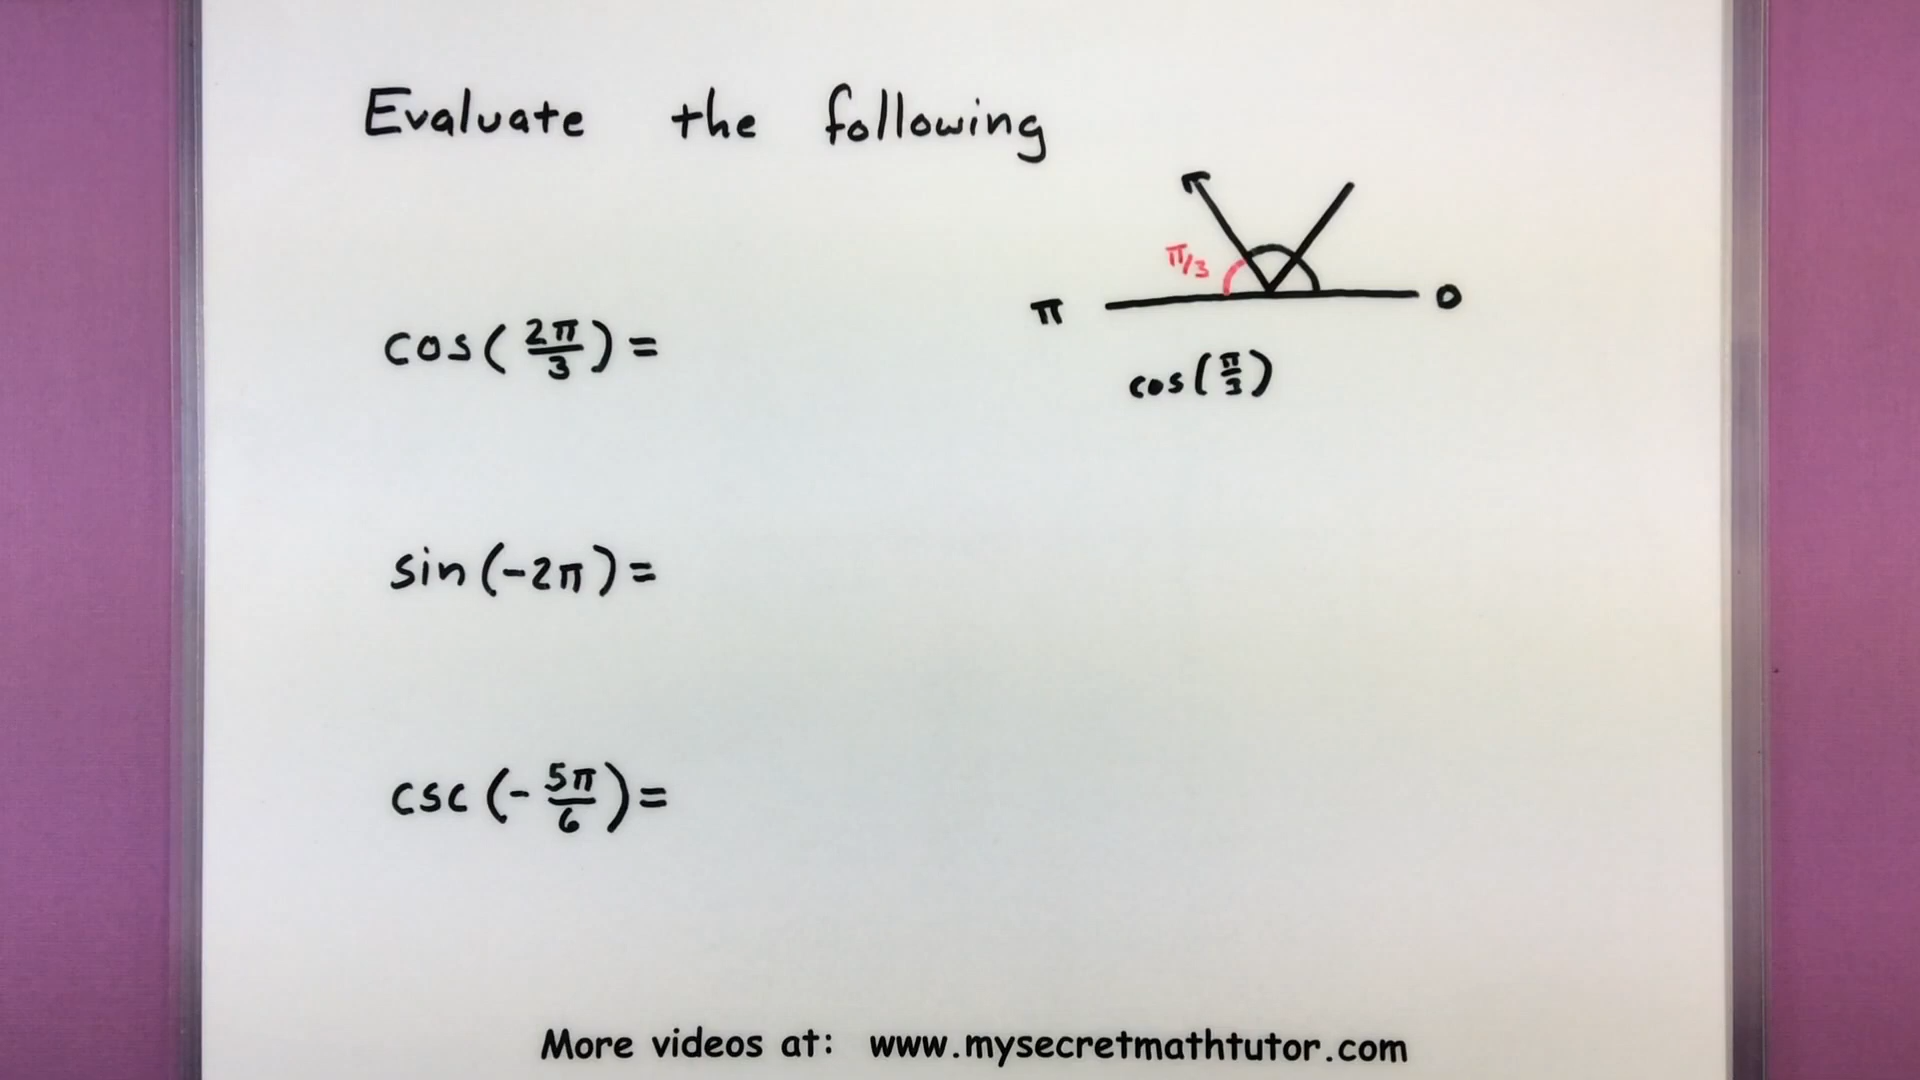 Evaluate the following
π/3
π
0
cos(2π/3)=
cos(π/3)
sin(-2π)=
csc(-5π/6)=
More videos at: www.mysecretmathtutor.com